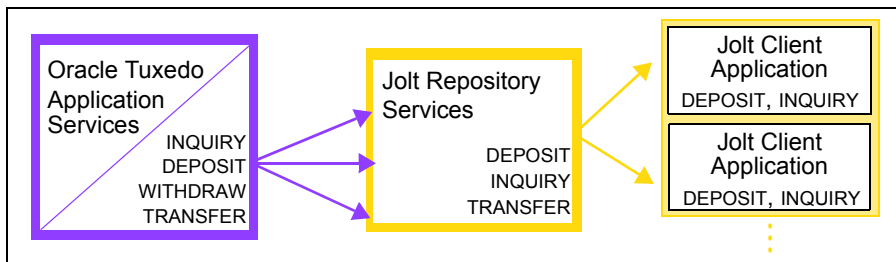 Oracle Tuxedo
Application
Services
INQUIRY
DEPOSIT
WITHDRAW
TRANSFER
Jolt Repository
Services
DEPOSIT
INQUIRY
TRANSFER
Jolt Client
Application
DEPOSIT, INQUIRY
Jolt Client
Application
DEPOSIT, INQUIRY